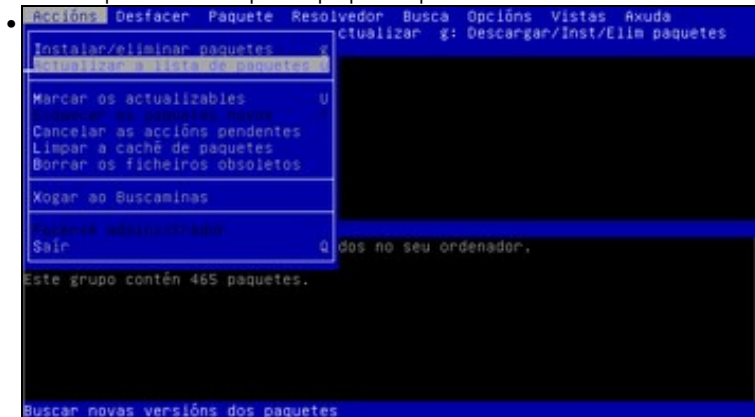 Accións Desfacer Paquete Resolvedor Busca Opcións Vistas Axuda
ctualizar g: Descargar/Inst/Elim paquetes
Instalar/eliminar paquetes g
Actualizar a lista de paquetes u
Marcar os actualizables U
Cancelar as accións pendentes
Limpar a caché de paquetes
Borrar os ficheiros obsoletos
Xogar ao Buscaminas
Sair Q
dos no seu ordenador.
Este grupo contén 465 paquetes.
Buscar novas versións dos paquetes